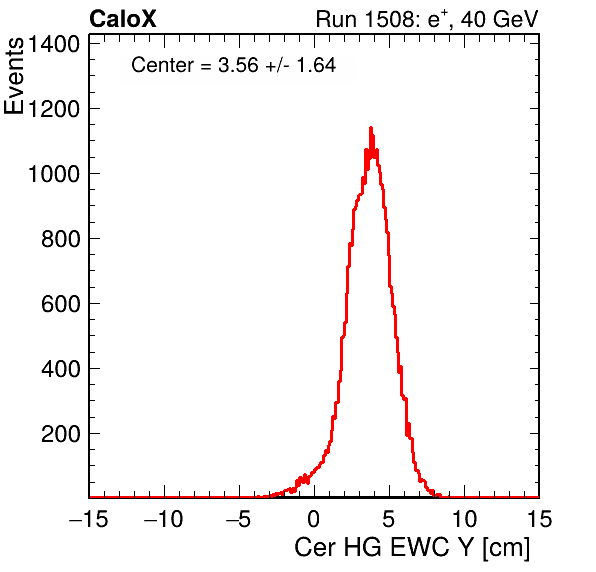 CaloX Run 1508: e⁺, 40 GeV
Center = 3.56 +/- 1.64
Events
1400
1200
1000
800
600
400
200
−15 −10 −5 0 5 10 15
Cer HG EWC Y [cm]